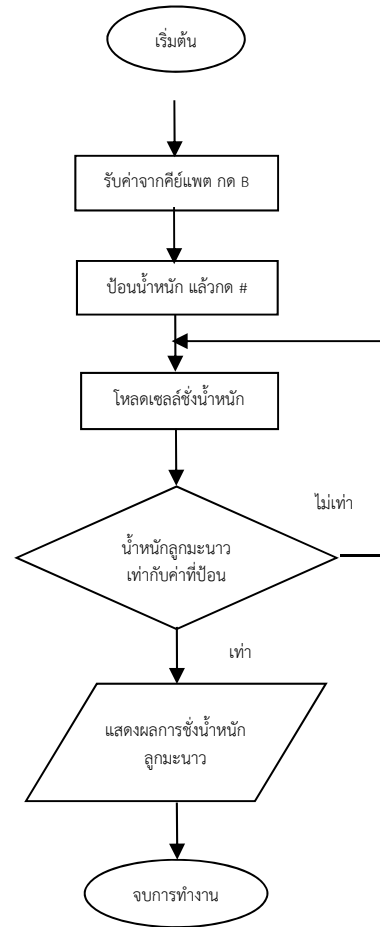 เริ่มต้น
รับค่าจากคีย์แพต กด B
ป้อนน้ำหนัก แล้วกด #
โหลดเซลล์ชั่งน้ำหนัก
ไม่เท่า
น้ำหนักลูกมะนาว
เท่ากับค่าที่ป้อน
เท่า
แสดงผลการชั่งน้ำหนัก
ลูกมะนาว
จบการทำงาน